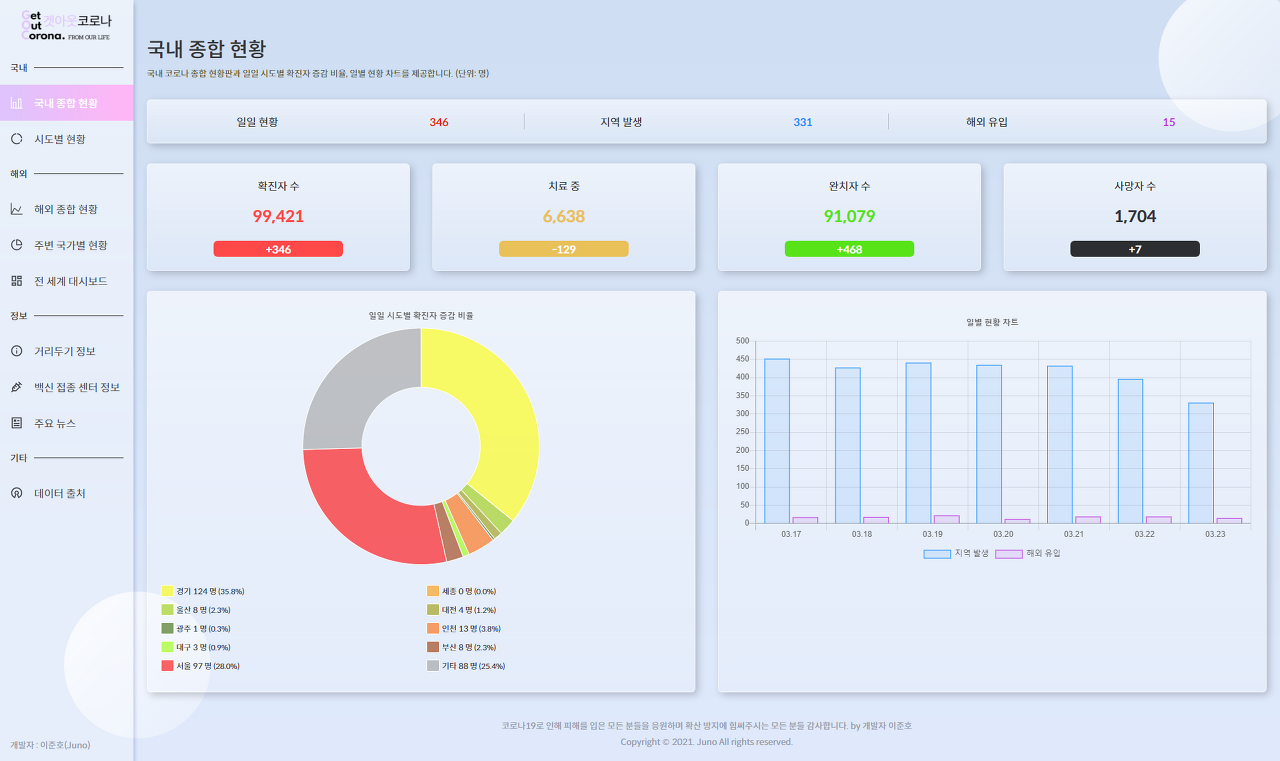 Get
Out
Corona.
겟아웃코로나
FROM OUR LIFE
국내
국내 종합 현황
시도별 현황
해외
해외 종합 현황
주변 국가별 현황
전 세계 대시보드
정보
거리두기 정보
백신 접종 센터 정보
주요 뉴스
기타
데이터 출처
개발자 : 이준호(Juno)
국내 종합 현황
국내 코로나 종합 현황판과 일일 시도별 확진자 증감 비율, 일별 현황 차트를 제공합니다. (단위: 명)
일일 현황 346 지역 발생 331 해외 유입 15
확진자 수
99,421
+346
치료 중
6,638
-129
완치자 수
91,079
+468
사망자 수
1,704
+7
일일 시도별 확진자 증감 비율
경기 124 명 (35.8%)
울산 8 명 (2.3%)
광주 1 명 (0.3%)
대구 3 명 (0.9%)
서울 97 명 (28.0%)
세종 0 명 (0.0%)
대전 4 명 (1.2%)
인천 13 명 (3.8%)
부산 8 명 (2.3%)
기타 88 명 (25.4%)
일별 현황 차트
500
450
400
350
300
250
200
150
100
50
0
03.17 03.18 03.19 03.20 03.21 03.22 03.23
지역 발생 해외 유입
코로나19로 인해 피해를 입은 모든 분들을 응원하며 확산 방지에 힘써주시는 모든 분들 감사합니다. by 개발자 이준호
Copyright © 2021. Juno All rights reserved.